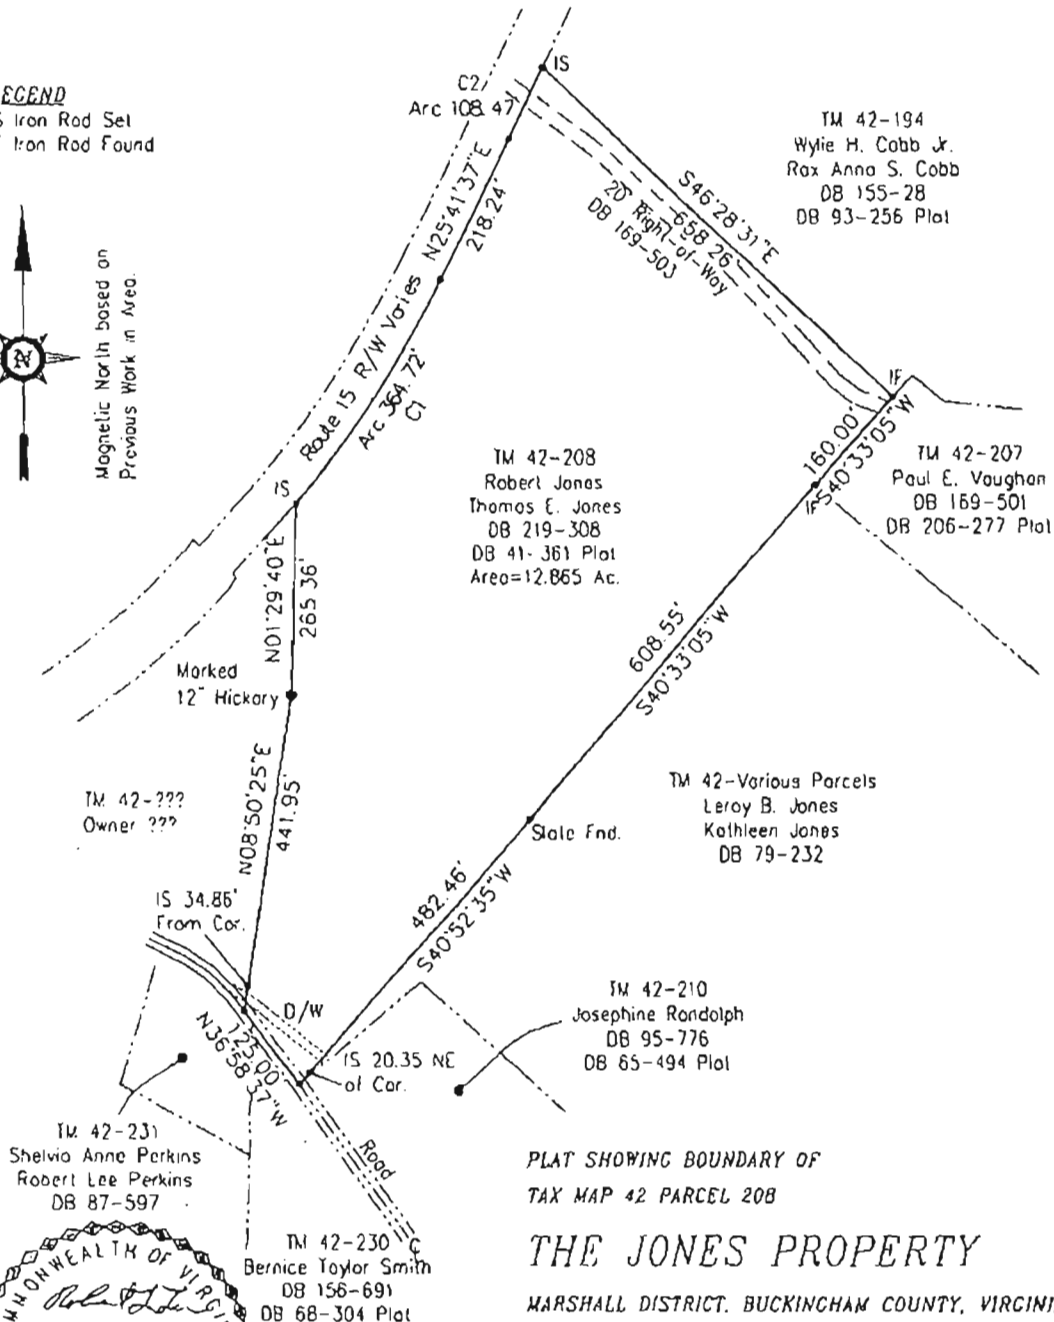 EGEND
Iron Rod Set
Iron Rod Found
Magnetic North based on
Previous Work in Area.
N
C2
Arc 108.47
IS
N25°41'37"E
218.24'
Route 15 R/W Varies
Arc 364.72'
C1
S46°28'31"E
658.26
20' Right-of-Way
DB 169-503
TM 42-194
Wylie H. Cobb Jr.
Rax Anna S. Cobb
DB 155-28
DB 93-256 Plat
IF
160.00'
S40°33'05"W
IF
TM 42-207
Paul E. Vaughan
DB 169-501
DB 206-277 Plat
TM 42-208
Robert Jones
Thomas E. Jones
DB 219-308
DB 41-361 Plat
Area=12.865 Ac.
IS
N01°29'40"E
265.36'
608.55'
S40°33'05"W
Marked
12" Hickory
N08°50'25"E
441.95'
TM 42-???
Owner ???
TM 42-Various Parcels
Leroy B. Jones
Kathleen Jones
DB 79-232
State Fnd.
482.46'
S40°52'35"W
IS 34.86'
From Cor.
D/W
125.00
N36°58'37"W
IS 20.35 NE
of Cor.
TM 42-210
Josephine Randolph
DB 95-776
DB 65-494 Plat
TM 42-231
Shelvia Anne Perkins
Robert Lee Perkins
DB 87-597
Road
TM 42-230
Bernice Taylor Smith
DB 156-691
DB 68-304 Plat
COMMONWEALTH OF VIRGI
PLAT SHOWING BOUNDARY OF
TAX MAP 42 PARCEL 208
THE JONES PROPERTY
MARSHALL DISTRICT. BUCKINGHAM COUNTY, VIRGINI